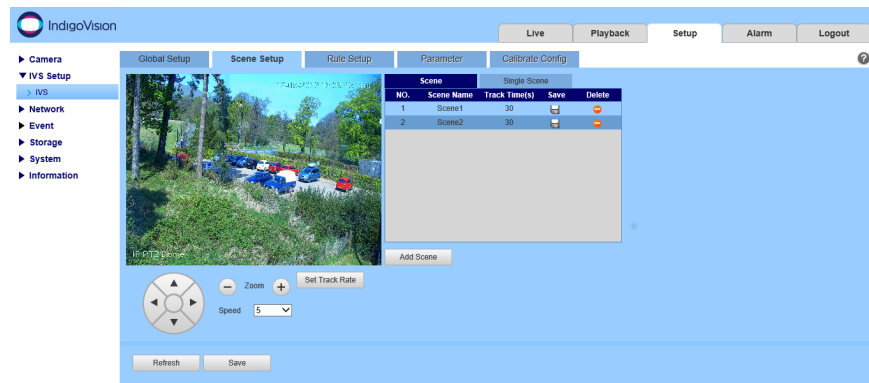 IndigoVision
Live Playback Setup Alarm Logout
Camera
IVS Setup
> IVS
Network
Event
Storage
System
Information
Global Setup Scene Setup Rule Setup Parameter Calibrate Config
Scene Single Scene
NO. Scene Name Track Time(s) Save Delete
1 Scene1 30
2 Scene2 30
IP PTZ Dome
Add Scene
Zoom
Set Track Rate
Speed 5
Refresh Save